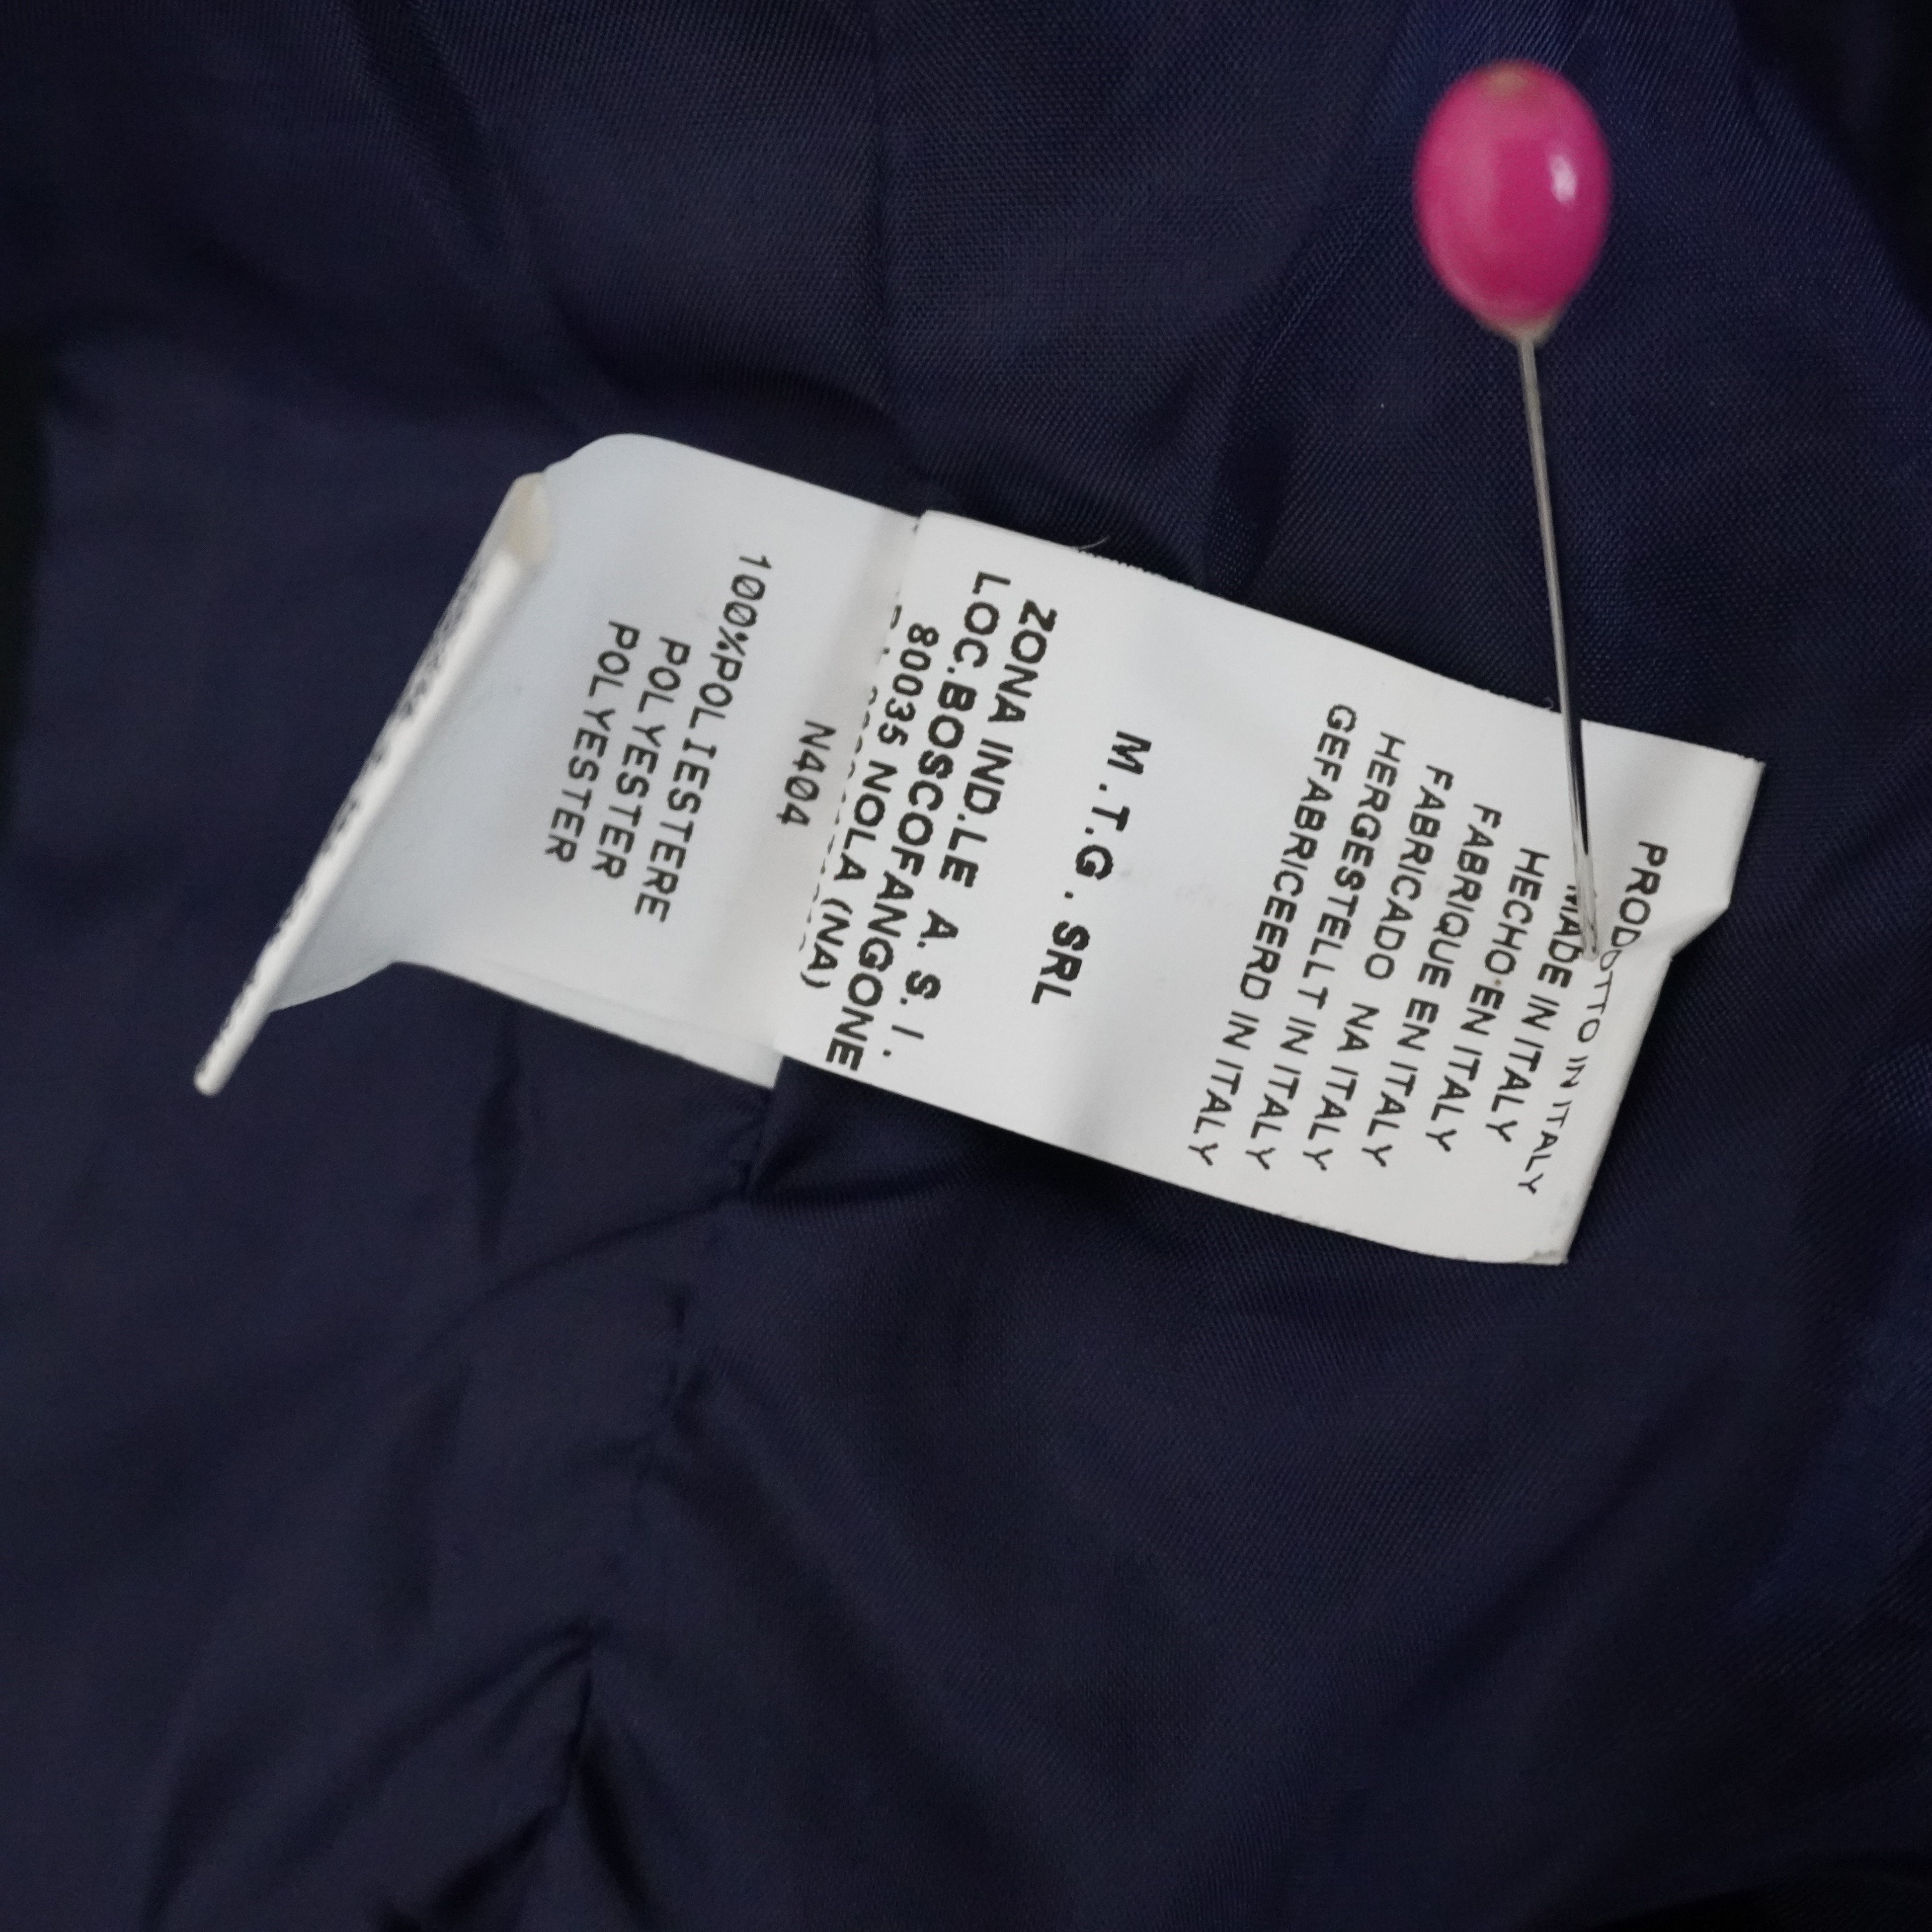 PRODOTTO IN ITALY
MADE IN ITALY
HECHO EN ITALY
FABRIQUE EN ITALY
FABRICADO NA ITALY
HERGESTELLT IN ITALY
GEFABRICEERD IN ITALY
M.T.G. SRL
ZONA IND.LE A. S. I.
LOC.BOSCOFANGONE
80035 NOLA (NA)
N404
100%POLIESTERE
POLYESTER
POLYESTER